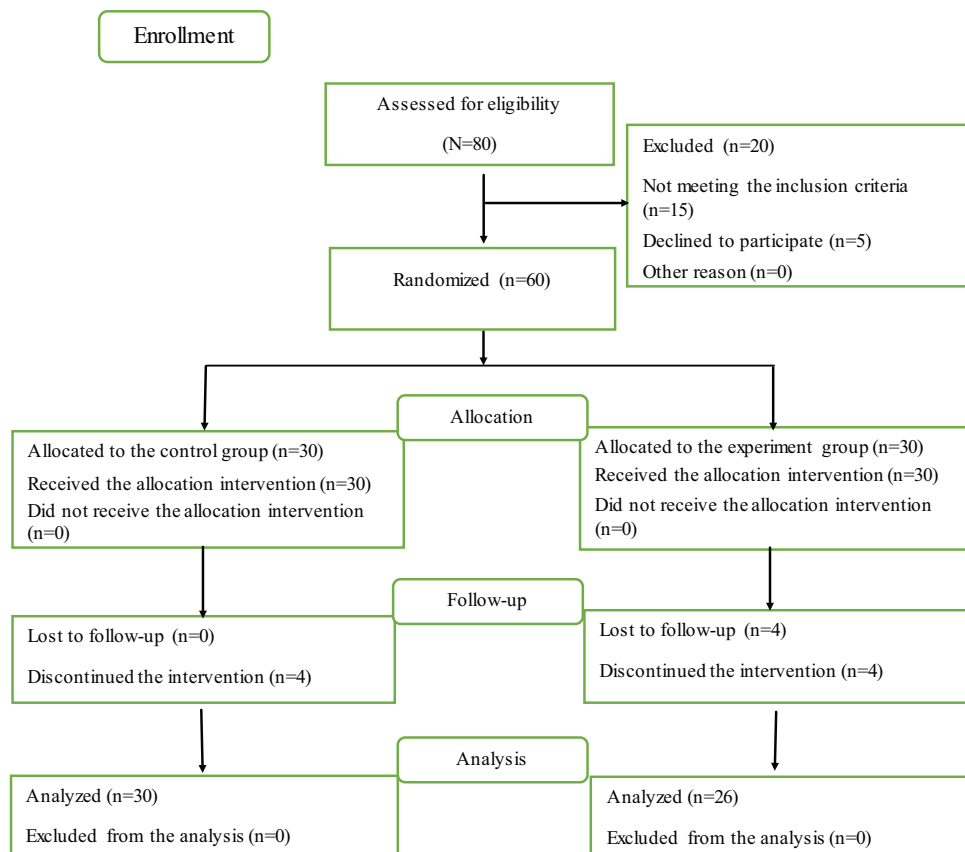 Enrollment
Assessed for eligibility
(N=80)
Excluded (n=20)
Not meeting the inclusion criteria
(n=15)
Declined to participate (n=5)
Other reason (n=0)
Randomized (n=60)
Allocation
Allocated to the control group (n=30)
Received the allocation intervention (n=30)
Did not receive the allocation intervention
(n=0)
Allocated to the experiment group (n=30)
Received the allocation intervention (n=30)
Did not receive the allocation intervention
(n=0)
Follow-up
Lost to follow-up (n=0)
Discontinued the intervention (n=4)
Lost to follow-up (n=4)
Discontinued the intervention (n=4)
Analysis
Analyzed (n=30)
Excluded from the analysis (n=0)
Analyzed (n=26)
Excluded from the analysis (n=0)